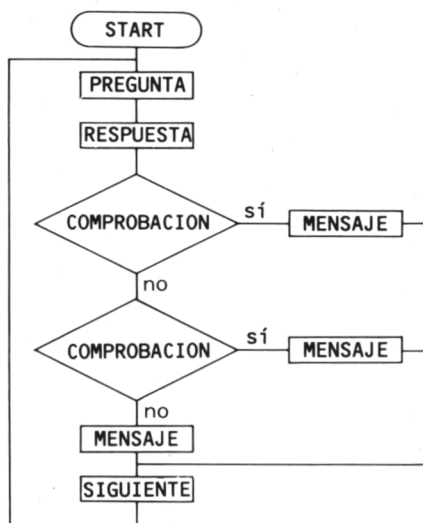 START
PREGUNTA
RESPUESTA
COMPROBACION
sí
MENSAJE
no
COMPROBACION
sí
MENSAJE
no
MENSAJE
SIGUIENTE